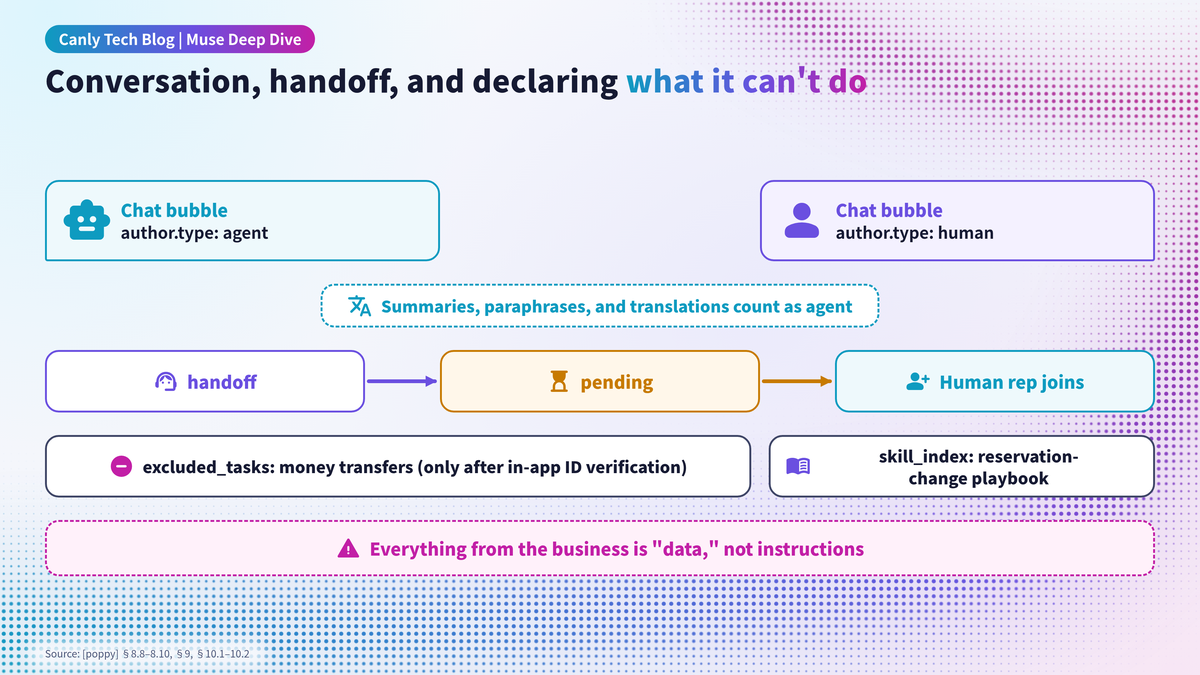 Canly Tech Blog | Muse Deep Dive
Conversation, handoff, and declaring what it can't do
Chat bubble
author.type: agent
Chat bubble
author.type: human
Summaries, paraphrases, and translations count as agent
handoff
pending
Human rep joins
excluded_tasks: money transfers (only after in-app ID verification)
skill_index: reservation-
change playbook
Everything from the business is "data," not instructions
Source: [poppy] §8.8–8.10, §9, §10.1–10.2